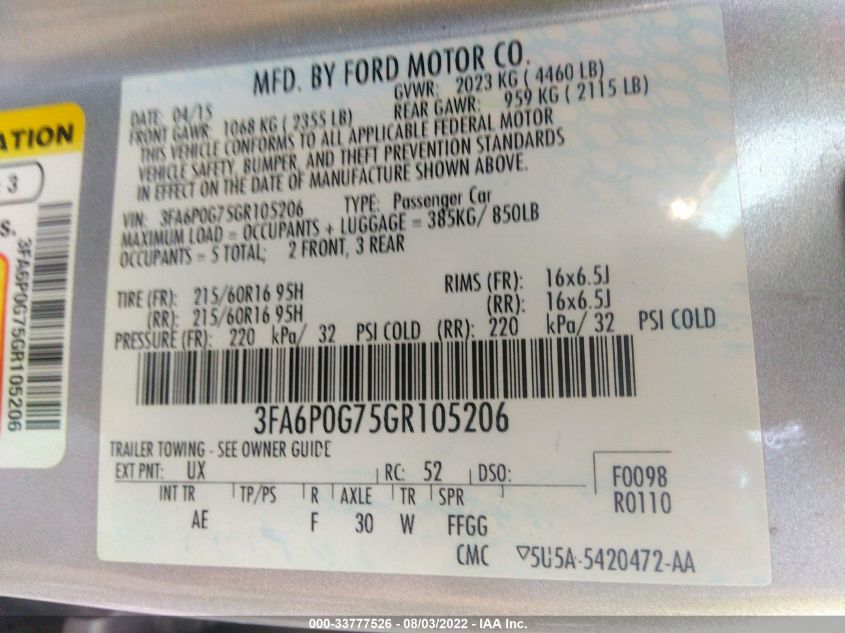 MFD. BY FORD MOTOR CO.
DATE: 04/15 GVWR: 2023 KG ( 4460 LB)
FRONT GAWR: 1068 KG ( 2355 LB) REAR GAWR: 959 KG ( 2115 LB)
THIS VEHICLE CONFORMS TO ALL APPLICABLE FEDERAL MOTOR
VEHICLE SAFETY, BUMPER, AND THEFT PREVENTION STANDARDS
IN EFFECT ON THE DATE OF MANUFACTURE SHOWN ABOVE.
VIN: 3FA6P0G75GR105206 TYPE: Passenger Car
MAXIMUM LOAD = OCCUPANTS + LUGGAGE = 385KG/ 850LB
OCCUPANTS = 5 TOTAL; 2 FRONT, 3 REAR
TIRE (FR): 215/60R16 95H RIMS (FR): 16x6.5J
(RR): 215/60R16 95H (RR): 16x6.5J
PRESSURE (FR): 220 kPa/ 32 PSI COLD (RR): 220 kPa/ 32 PSI COLD
3FA6P0G75GR105206
TRAILER TOWING - SEE OWNER GUIDE
EXT PNT: UX RC: 52 DSO:
INT TR TP/PS R AXLE TR SPR
AE F 30 W FFGG
F0098
R0110
CMC ▽5U5A-5420472-AA
ATION
3
S.
3FA6P0G75GR105206
000-33777526 - 08/03/2022 - IAA Inc.